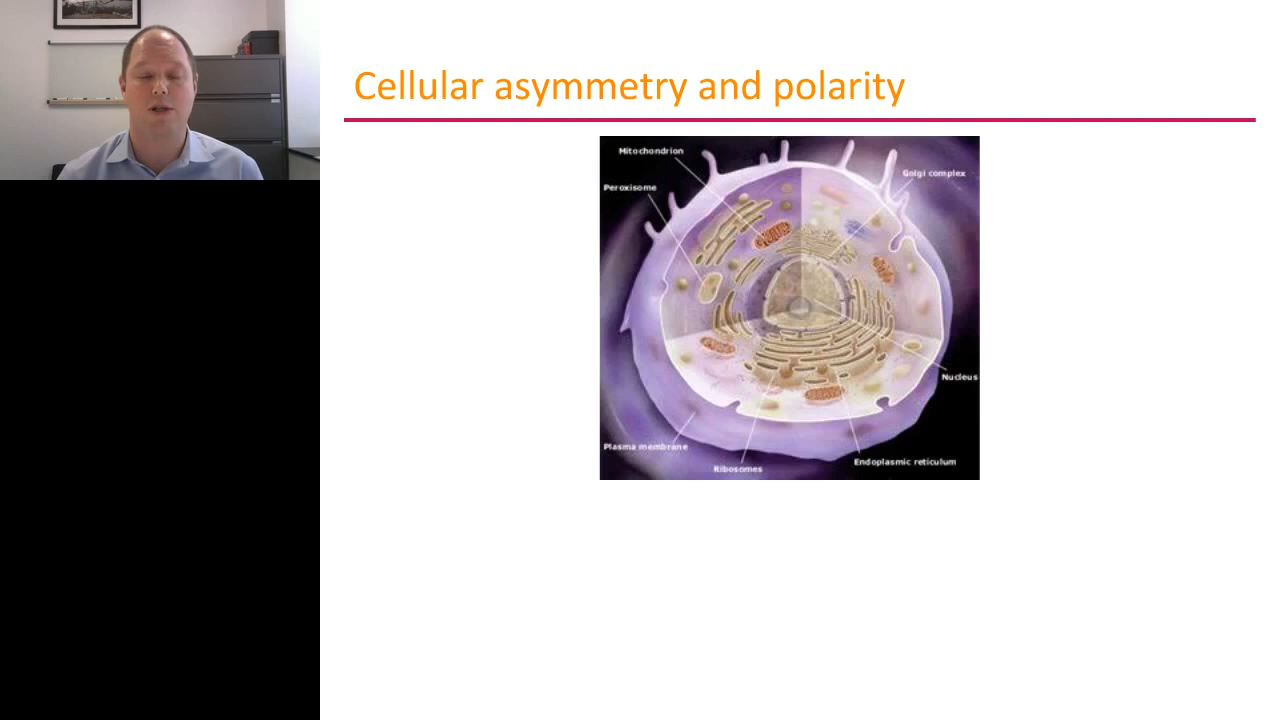 Cellular asymmetry and polarity
Mitochondrion
Golgi complex
Peroxisome
Nucleus
Plasma membrane
Endoplasmic reticulum
Ribosomes